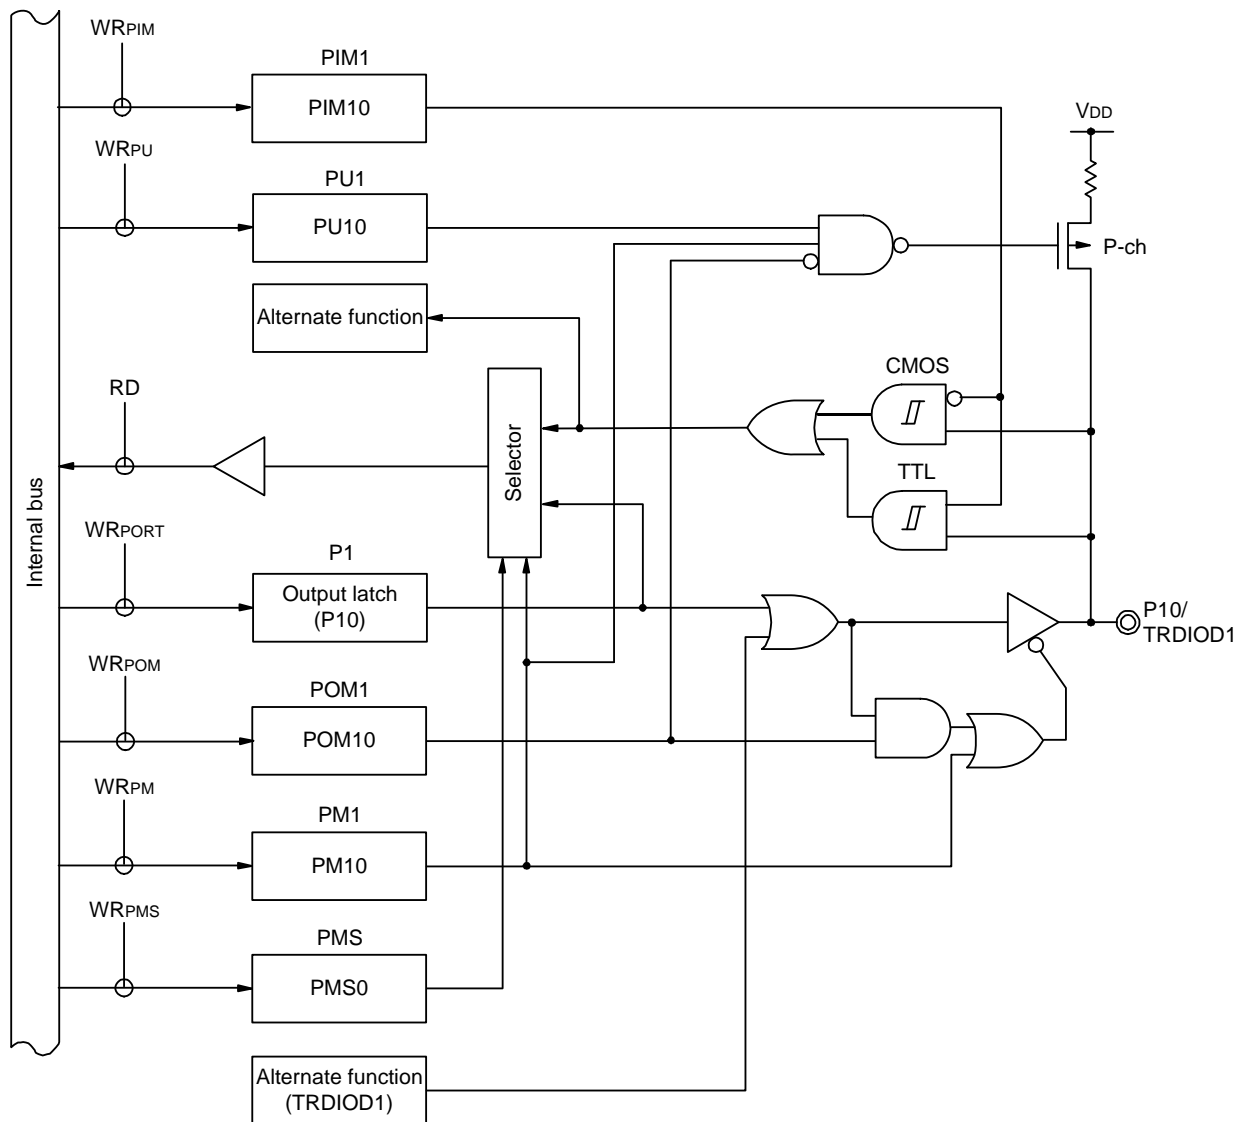 WRPIM
PIM1
PIM10
VDD
WRPU
PU1
PU10
P-ch
Alternate function
CMOS
RD
Selector
TTL
Internal bus
WRPORT
P1
Output latch
(P10)
P10/
TRDIOD1
WRPOM
POM1
POM10
WRPM
PM1
PM10
WRPMS
PMS
PMS0
Alternate function
(TRDIOD1)